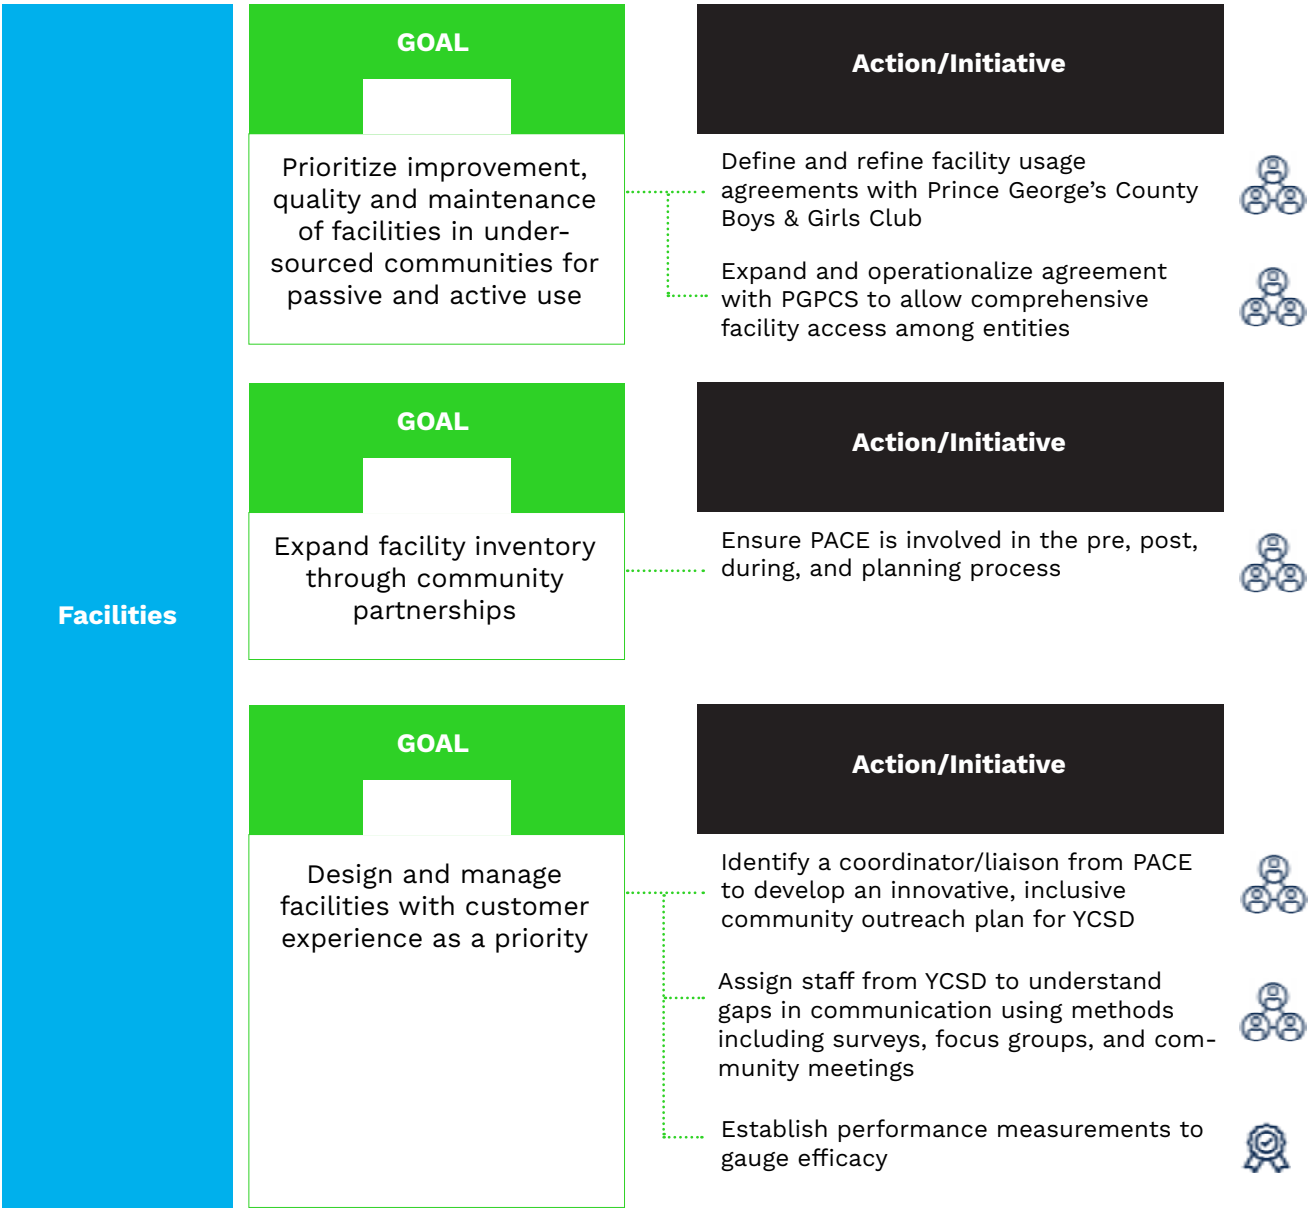 Facilities
GOAL
Prioritize improvement,
quality and maintenance
of facilities in under-
sourced communities for
passive and active use
Action/Initiative
Define and refine facility usage
agreements with Prince George’s County
Boys & Girls Club
Expand and operationalize agreement
with PGPCS to allow comprehensive
facility access among entities
GOAL
Expand facility inventory
through community
partnerships
Action/Initiative
Ensure PACE is involved in the pre, post,
during, and planning process
GOAL
Design and manage
facilities with customer
experience as a priority
Action/Initiative
Identify a coordinator/liaison from PACE
to develop an innovative, inclusive
community outreach plan for YCSD
Assign staff from YCSD to understand
gaps in communication using methods
including surveys, focus groups, and com-
munity meetings
Establish performance measurements to
gauge efficacy